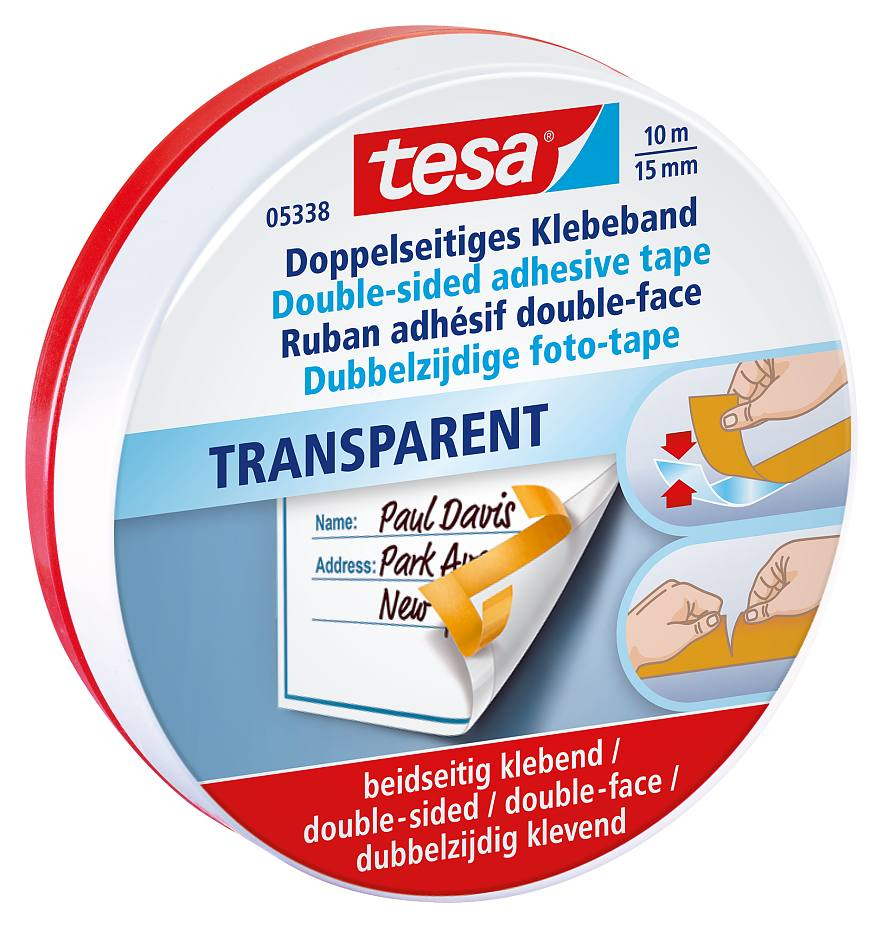 tesa®
10 m
15 mm
05338
Doppelseitiges Klebeband
Double-sided adhesive tape
Ruban adhésif double-face
Dubbelzijdige foto-tape
TRANSPARENT
Name: Paul Davis
Address: Park
New
beidseitig klebend /
double-sided / double-face /
dubbelzijdig klevend